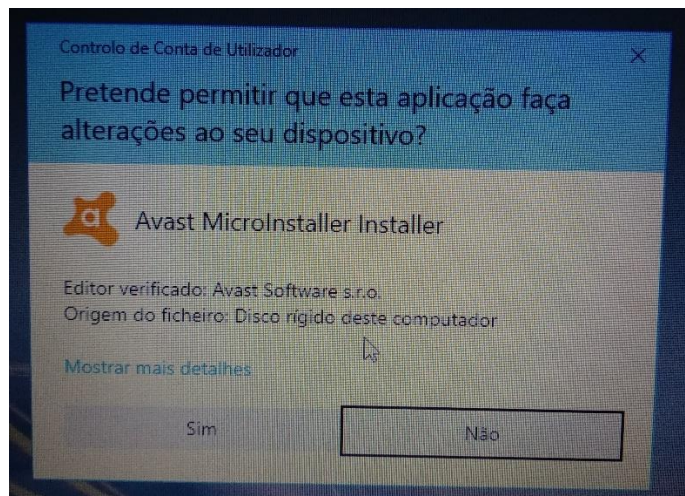 Controlo de Conta de Utilizador
Pretende permitir que esta aplicação faça
alterações ao seu dispositivo?
Avast MicroInstaller Installer
Editor verificado: Avast Software s.r.o.
Origem do ficheiro: Disco rígido deste computador
Mostrar mais detalhes
Sim
Não